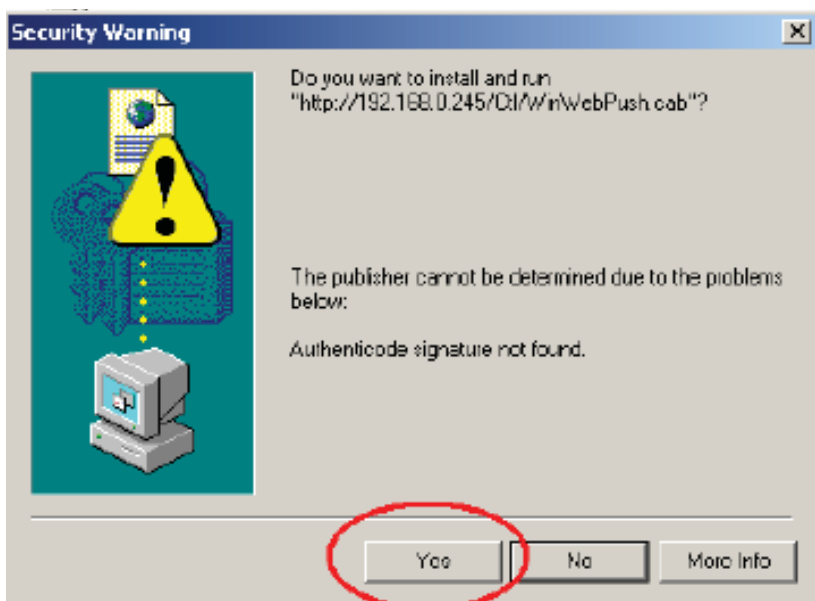 Security Warning
Do you want to install and run
"http://192.168.0.245/Ctl/WinWebPush.cab"?
The publisher cannot be determined due to the problems
below:
Authenticode signature not found.
Yes
No
More Info